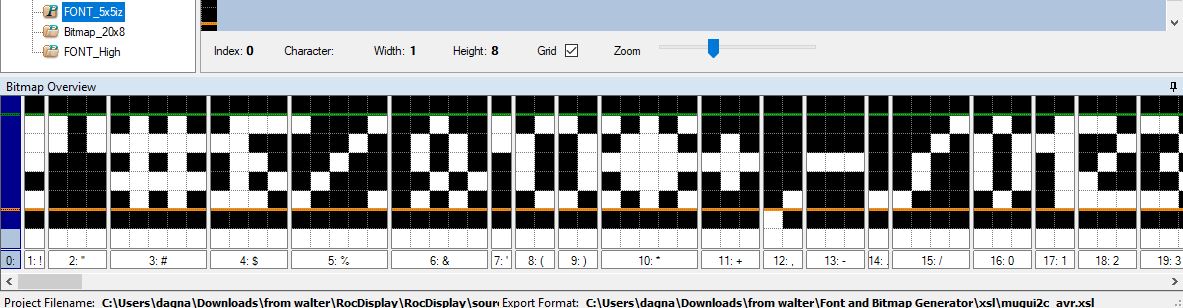 FONT_5x5iz
Bitmap_20x8
FONT_High
Index: 0 Character: Width: 1 Height: 8 Grid Zoom
Bitmap Overview
0: 1: ! 2: " 3: # 4: $ 5: % 6: & 7: ' 8: ( 9: ) 10: * 11: + 12: , 13: - 14: . 15: / 16: 0 17: 1 18: 2 19: 3
Project Filename: C:\Users\dagna\Downloads\from walter\RocDisplay\RocDisplay\sour Export Format: C:\Users\dagna\Downloads\from walter\Font and Bitmap Generator\xsl\muqui2c_avr.xsl